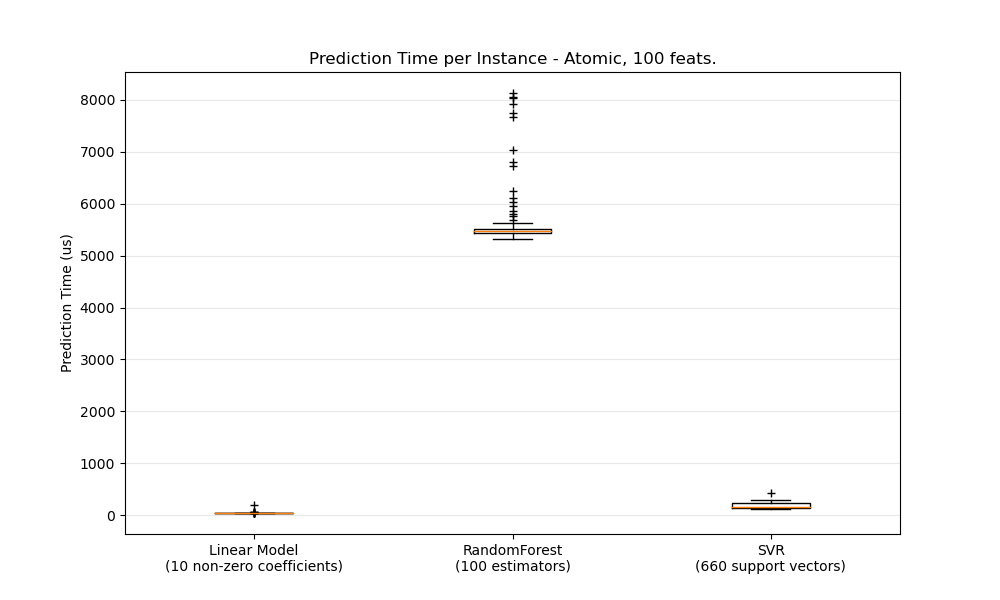 Prediction Time per Instance - Atomic, 100 feats.
Prediction Time (us)
8000
7000
6000
5000
4000
3000
2000
1000
0
Linear Model
(10 non-zero coefficients)
RandomForest
(100 estimators)
SVR
(660 support vectors)